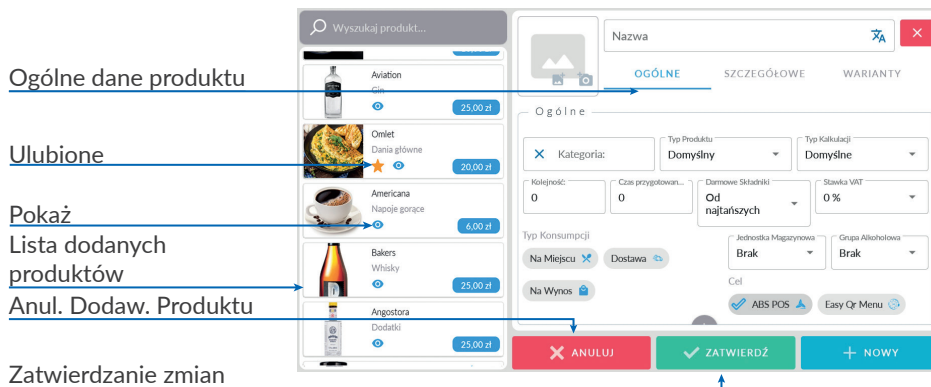 Ogólne dane produktu
Ulubione
Pokaż
Lista dodanych
produktów
Anul. Dodaw. Produktu
Zatwierdzanie zmian
Wyszukaj produkt...
Aviation
Gin
25,00 zł
Omlet
Dania główne
20,00 zł
Americana
Napoje gorące
6,00 zł
Bakers
Whisky
25,00 zł
Angostora
Dodatki
25,00 zł
Nazwa
OGÓLNE SZCZEGÓŁOWE WARIANTY
Ogólne
Kategoria:
Typ Produktu
Domyślny
Typ Kalkulacji
Domyślne
Kolejność:
0
Czas przygotowan...
0
Darmowe Składniki
Od
najtańszych
Stawka VAT
0 %
Typ Konsumpcji
Na Miejscu
Dostawa
Na Wynos
Jednostka Magazynowa
Brak
Grupa Alkoholowa
Brak
Cel
ABS POS
Easy Qr Menu
ANULUJ
ZATWIERDŹ
NOWY